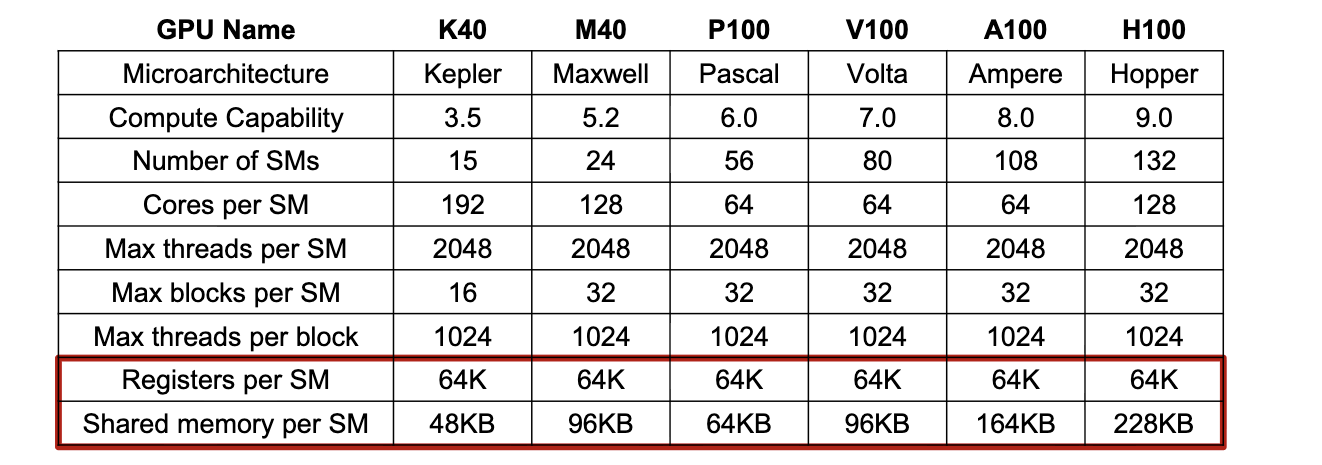 GPU Name K40 M40 P100 V100 A100 H100
Microarchitecture Kepler Maxwell Pascal Volta Ampere Hopper
Compute Capability 3.5 5.2 6.0 7.0 8.0 9.0
Number of SMs 15 24 56 80 108 132
Cores per SM 192 128 64 64 64 128
Max threads per SM 2048 2048 2048 2048 2048 2048
Max blocks per SM 16 32 32 32 32 32
Max threads per block 1024 1024 1024 1024 1024 1024
Registers per SM 64K 64K 64K 64K 64K 64K
Shared memory per SM 48KB 96KB 64KB 96KB 164KB 228KB